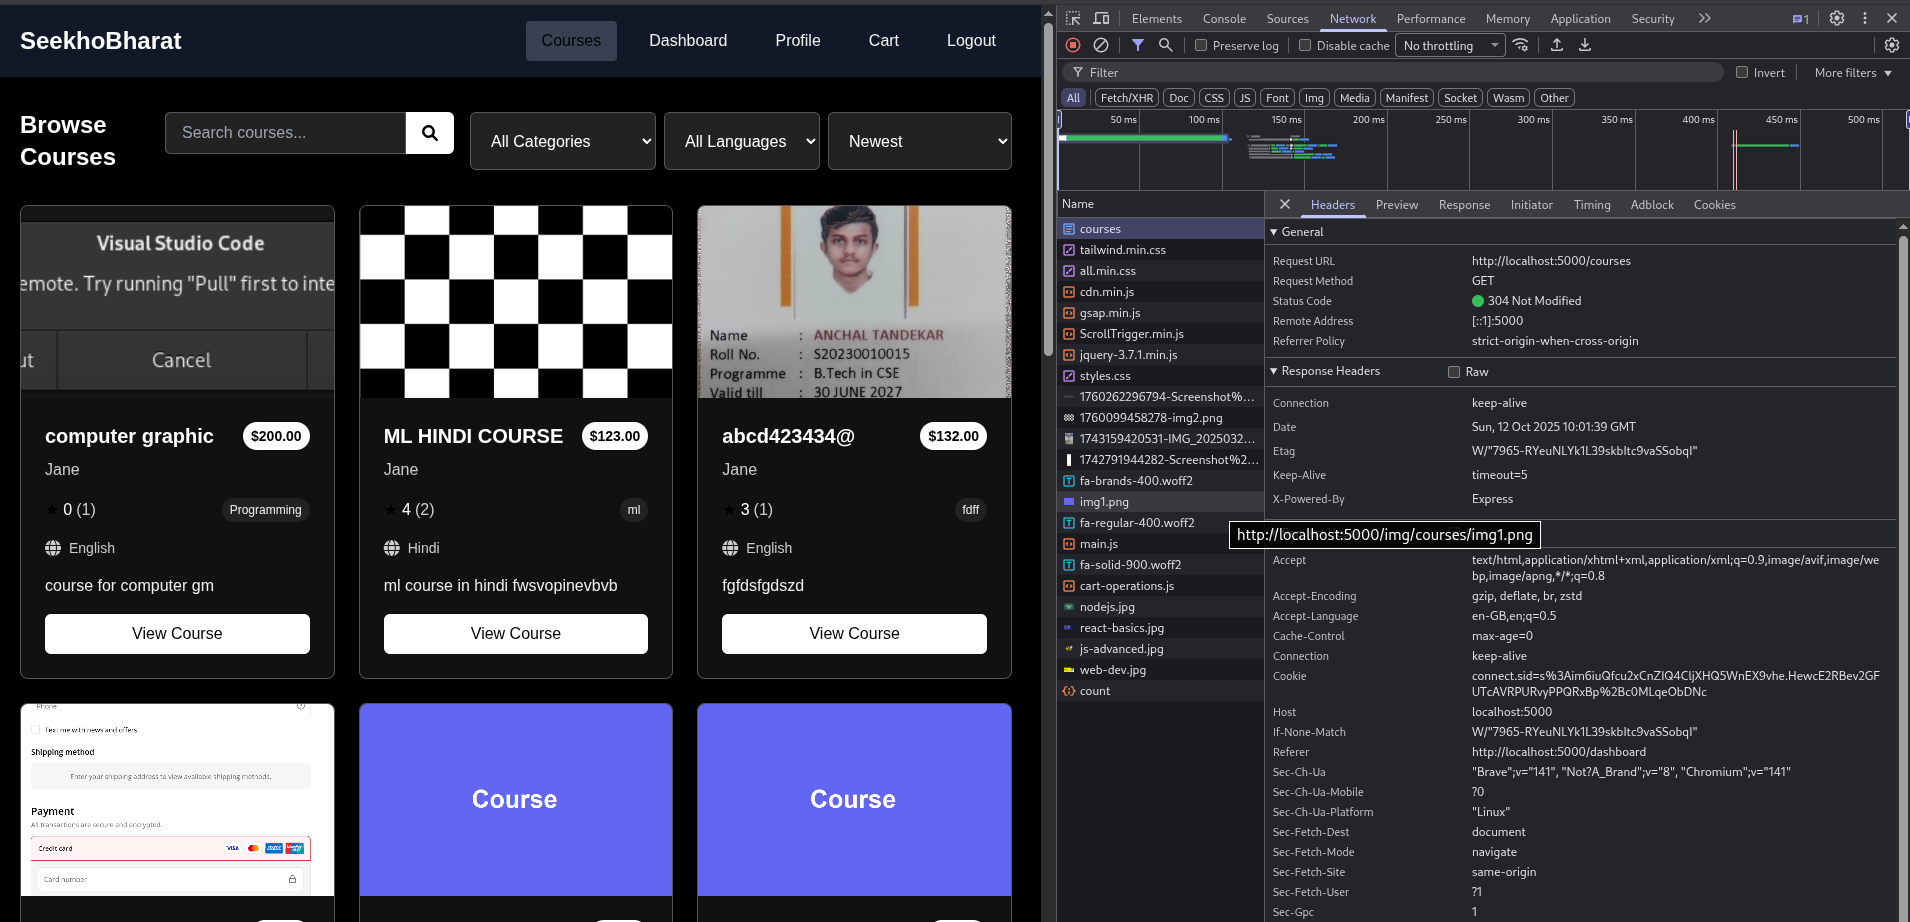 SeekhoBharat
Courses
Dashboard
Profile
Cart
Logout
Browse
Courses
Search courses...
All Categories
All Languages
Newest
Visual Studio Code
emote. Try running "Pull" first to inte
ut
Cancel
computer graphic
$200.00
Jane
★ 0 (1)
Programming
English
course for computer gm
View Course
ML HINDI COURSE
$123.00
Jane
★ 4 (2)
ml
Hindi
ml course in hindi fwsvopinevbvb
View Course
Name : ANCHAL TANDEKAR
Roll No. : S20230010015
Programme : B.Tech in CSE
Valid till : 30 JUNE 2027
abcd423434@
$132.00
Jane
★ 3 (1)
fdff
English
fgfdsfgdszd
View Course
Phone
Text me with news and offers
Shipping method
Enter your shipping address to view available shipping methods.
Payment
All transactions are secure and encrypted.
Credit card
VISA
Card number
Course
Course
Elements
Console
Sources
Network
Performance
Memory
Application
Security
1
Preserve log
Disable cache
No throttling
Filter
Invert
More filters
All
Fetch/XHR
Doc
CSS
JS
Font
Img
Media
Manifest
Socket
Wasm
Other
50 ms
100 ms
150 ms
200 ms
250 ms
300 ms
350 ms
400 ms
450 ms
500 ms
Name
courses
tailwind.min.css
all.min.css
cdn.min.js
gsap.min.js
ScrollTrigger.min.js
jquery-3.7.1.min.js
styles.css
1760262296794-Screenshot%...
1760099458278-img2.png
1743159420531-IMG_2025032...
1742791944282-Screenshot%2...
fa-brands-400.woff2
img1.png
fa-regular-400.woff2
main.js
fa-solid-900.woff2
cart-operations.js
nodejs.jpg
react-basics.jpg
js-advanced.jpg
web-dev.jpg
count
Headers
Preview
Response
Initiator
Timing
Adblock
Cookies
General
Request URL http://localhost:5000/courses
Request Method GET
Status Code 304 Not Modified
Remote Address [::1]:5000
Referrer Policy strict-origin-when-cross-origin
Response Headers
Raw
Connection keep-alive
Date Sun, 12 Oct 2025 10:01:39 GMT
Etag W/"7965-RYeuNLYk1L39skbItc9vaSSobqI"
Keep-Alive timeout=5
X-Powered-By Express
http://localhost:5000/img/courses/img1.png
Accept text/html,application/xhtml+xml,application/xml;q=0.9,image/avif,image/we
bp,image/apng,*/*;q=0.8
Accept-Encoding gzip, deflate, br, zstd
Accept-Language en-GB,en;q=0.5
Cache-Control max-age=0
Connection keep-alive
Cookie connect.sid=s%3Aim6iuQfcu2xCnZIQ4CljXHQ5WnEX9vhe.HewcE2RBev2GF
UTcAVRPURvyPPQRxBp%2Bc0MLqeObDNc
Host localhost:5000
If-None-Match W/"7965-RYeuNLYk1L39skbItc9vaSSobqI"
Referer http://localhost:5000/dashboard
Sec-Ch-Ua "Brave";v="141", "Not?A_Brand";v="8", "Chromium";v="141"
Sec-Ch-Ua-Mobile ?0
Sec-Ch-Ua-Platform "Linux"
Sec-Fetch-Dest document
Sec-Fetch-Mode navigate
Sec-Fetch-Site same-origin
Sec-Fetch-User ?1
Sec-Gpc 1